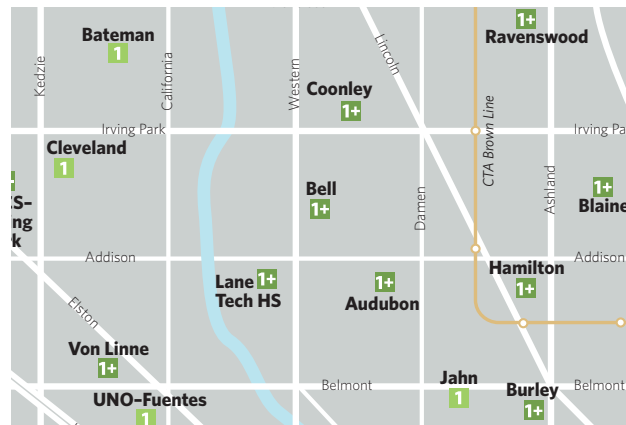 Bateman
1
1+
Ravenswood
Kedzie
California
Western
Lincoln
Coonley
1+
CTA Brown Line
Irving Park
Irving Pa
Cleveland
1
+
S–
ng
k
Bell
1+
Damen
Ashland
1+
Blaine
Addison
Addison
Lane
Tech HS
1+
Audubon
1+
Hamilton
1+
Elston
Von Linne
1+
Belmont
Belmont
UNO–Fuentes
1
Jahn
1
Burley
1+